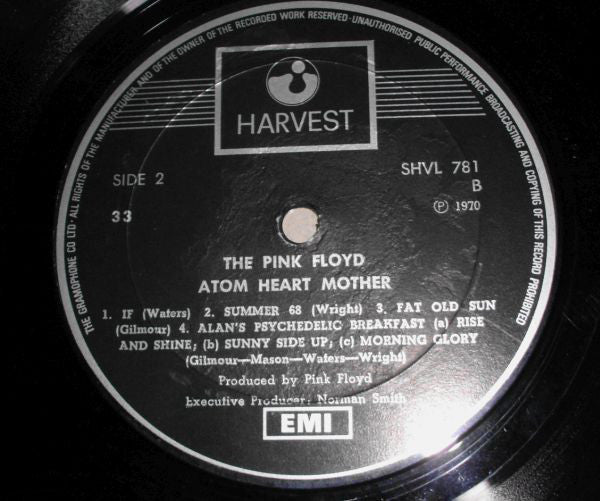 THE GRAMOPHONE CO LTD · ALL RIGHTS OF THE MANUFACTURER AND OF THE OWNER OF THE RECORDED WORK RESERVED · UNAUTHORISED PUBLIC PERFORMANCE BROADCASTING AND COPYING OF THIS RECORD PROHIBITED
HARVEST
SIDE 2
SHVL 781
B
33
℗ 1970
THE PINK FLOYD
ATOM HEART MOTHER
1. IF (Waters) 2. SUMMER 68 (Wright) 3. FAT OLD SUN
(Gilmour) 4. ALAN'S PSYCHEDELIC BREAKFAST (a) RISE
AND SHINE; (b) SUNNY SIDE UP; (c) MORNING GLORY
(Gilmour—Mason—Waters—Wright)
Produced by Pink Floyd
Executive Producer: Norman Smith
EMI